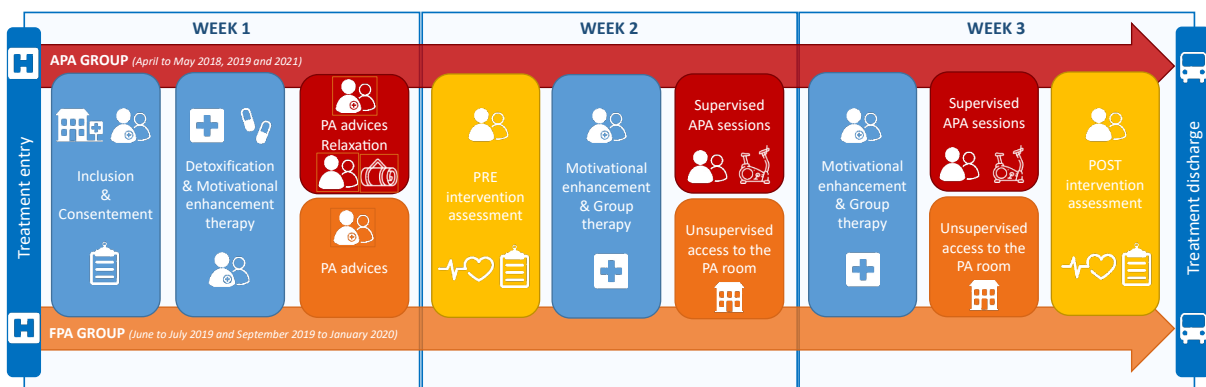 WEEK 1
WEEK 2
WEEK 3
H
APA GROUP (April to May 2018, 2019 and 2021)
Treatment entry
Inclusion
&
Consentement
Detoxification
& Motivational
enhancement
therapy
PA advices
Relaxation
PA advices
PRE
intervention
assessment
Motivational
enhancement
& Group
therapy
Supervised
APA sessions
Unsupervised
access to the
PA room
Motivational
enhancement
& Group
therapy
Supervised
APA sessions
Unsupervised
access to the
PA room
POST
intervention
assessment
Treatment discharge
H
FPA GROUP (June to July 2019 and September 2019 to January 2020)